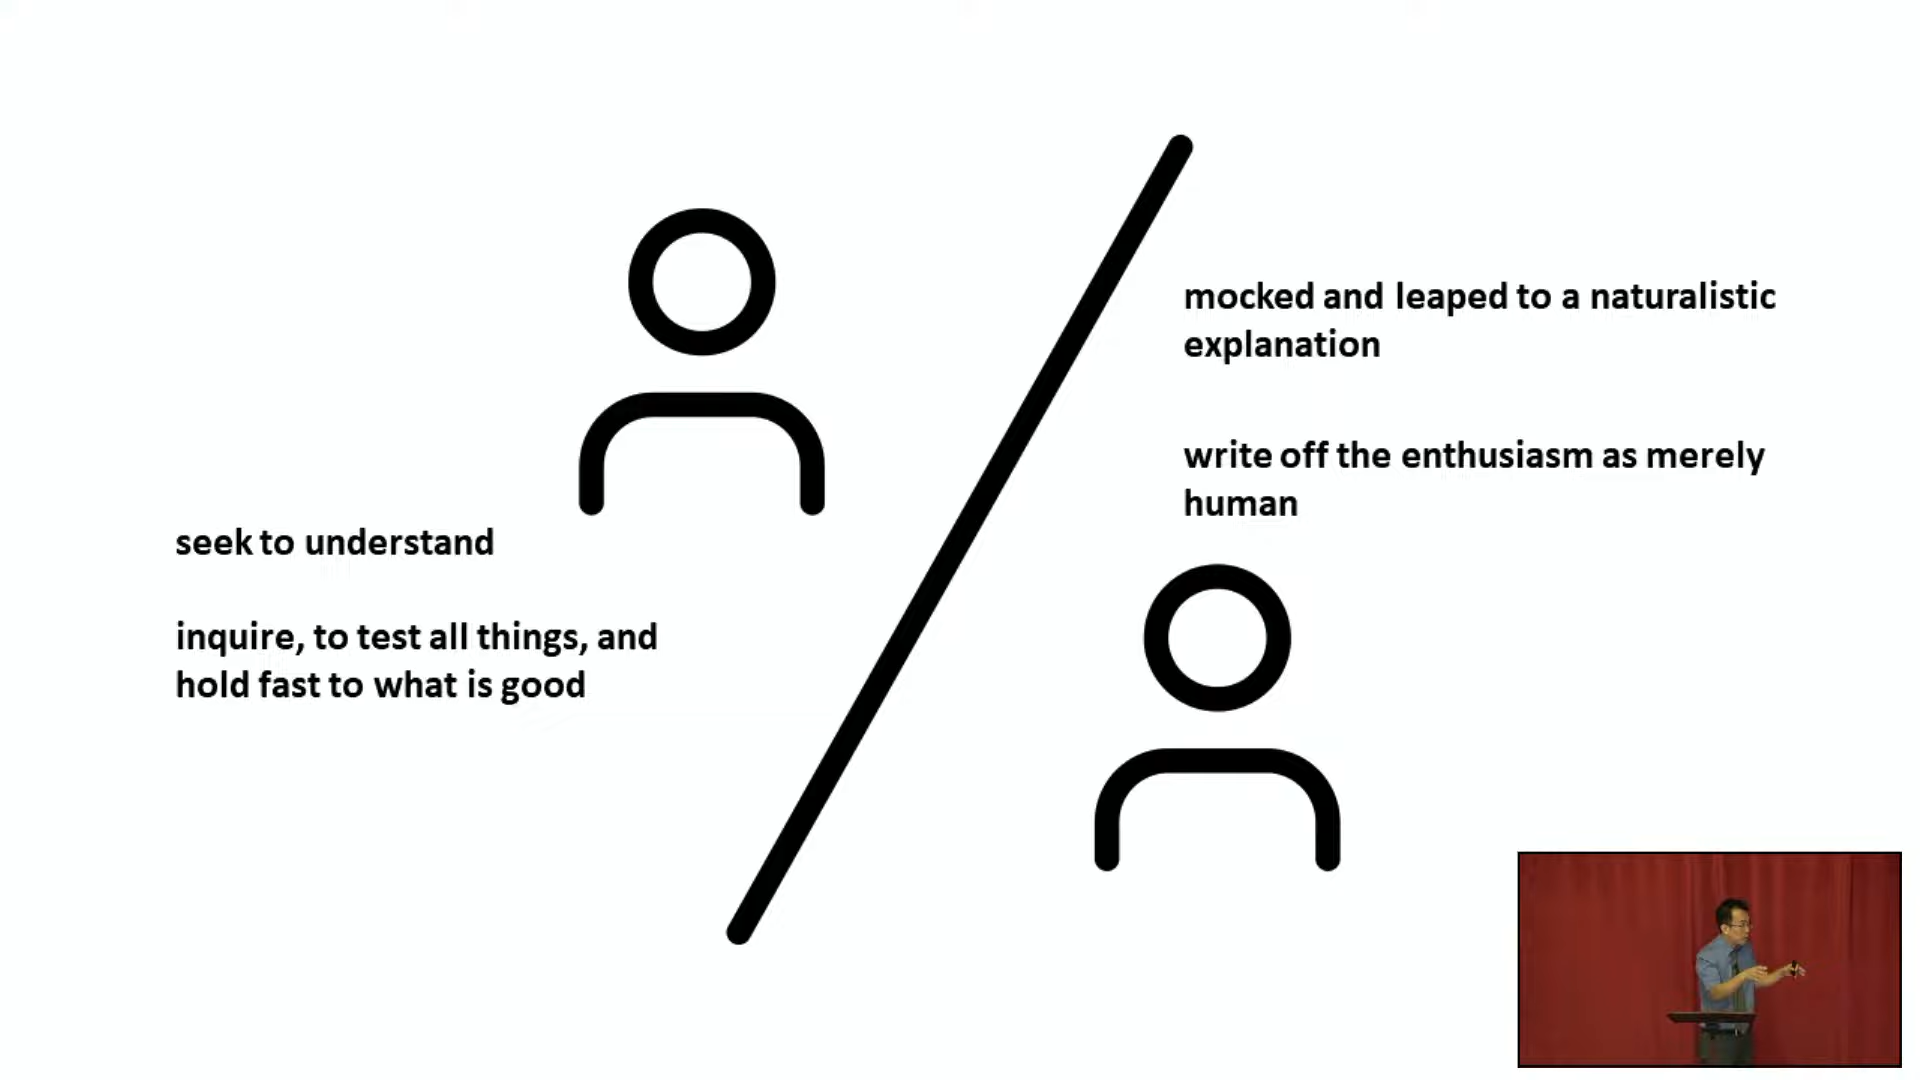 seek to understand
inquire, to test all things, and
hold fast to what is good
mocked and leaped to a naturalistic
explanation
write off the enthusiasm as merely
human